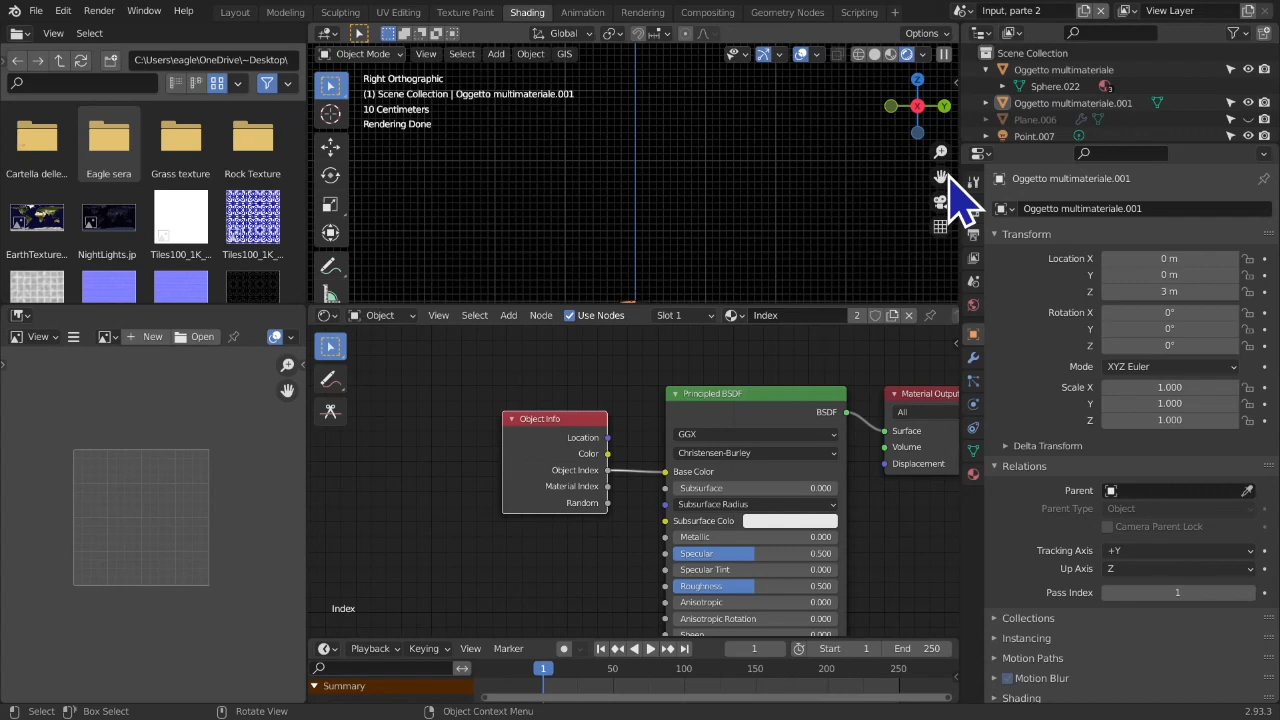 File Edit Render Window Help Layout Modeling Sculpting UV Editing Texture Paint Shading Animation Rendering Compositing Geometry Nodes Scripting Input, parte 2 View Layer
View Select Global Options
C:\Users\eagle\OneDrive\~Desktop\ Object Mode View Select Add Object GIS
Right Orthographic
(1) Scene Collection | Oggetto multimateriale.001
10 Centimeters
Rendering Done
X Y Z
Cartella delle... Eagle sera Grass texture Rock Texture
EarthTexture... NightLights.jp Tiles100_1K_... Tiles100_1K_...
Scene Collection
Oggetto multimateriale
Sphere.022 3
Oggetto multimateriale.001
Plane.006
Point.007
Oggetto multimateriale.001
Oggetto multimateriale.001
Transform
Location X 0 m
Y 0 m
Z 3 m
Rotation X 0°
Y 0°
Z 0°
Mode XYZ Euler
Scale X 1.000
Y 1.000
Z 1.000
Delta Transform
Relations
Parent
Parent Type Object
Camera Parent Lock
Tracking Axis +Y
Up Axis Z
Pass Index 1
Collections
Instancing
Motion Paths
Motion Blur
Shading
View New Open
Object View Select Add Node Use Nodes Slot 1 Index 2
Object Info
Location
Color
Object Index
Material Index
Random
Principled BSDF
BSDF
GGX
Christensen-Burley
Base Color
Subsurface 0.000
Subsurface Radius
Subsurface Colo
Metallic 0.000
Specular 0.500
Specular Tint 0.000
Roughness 0.500
Anisotropic 0.000
Anisotropic Rotation 0.000
Sheen 0.000
Material Output
All
Surface
Volume
Displacement
Index
Playback Keying View Marker 1 Start 1 End 250
1 50 100 150 200 250
Summary
Select Box Select Rotate View Object Context Menu 2.93.3